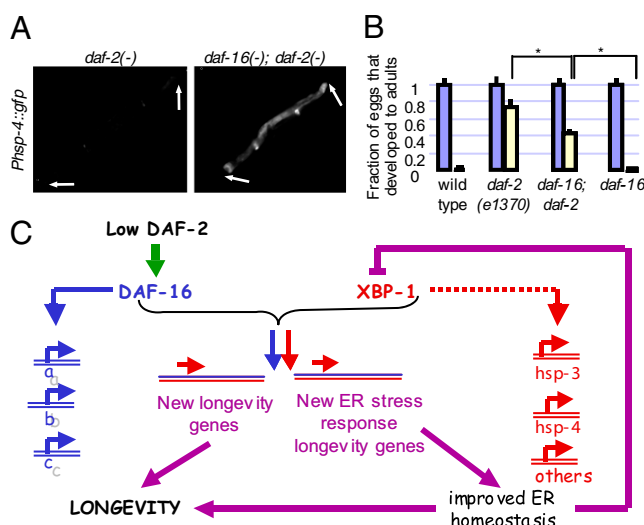 A
daf-2(-)
daf-16(-); daf-2(-)
Phsp-4::gfp
B
* *
Fraction of eggs that
developed to adults
1
0.8
0.6
0.4
0.2
0
wild
type
daf-2
(e1370)
daf-16;
daf-2
daf-16
C
Low DAF-2
DAF-16
XBP-1
a
a
b
b
c
c
New longevity
genes
New ER stress
response
longevity genes
hsp-3
hsp-4
others
LONGEVITY
improved ER
homeostasis